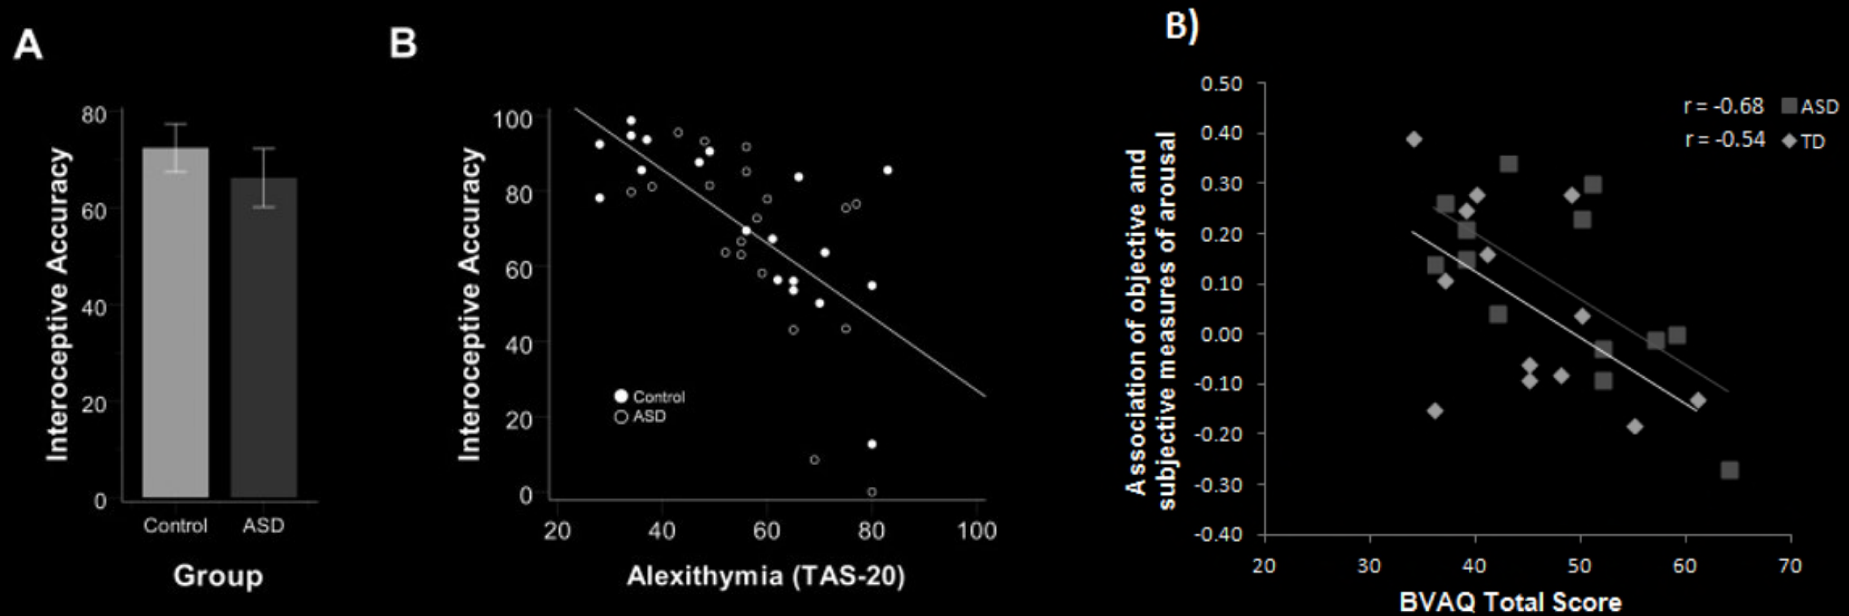 A
Interoceptive Accuracy
80
60
40
20
0
Control
ASD
Group
B
Interoceptive Accuracy
100
80
60
40
20
0
Control
ASD
20
40
60
80
100
Alexithymia (TAS-20)
B)
Association of objective and
subjective measures of arousal
0.50
0.40
0.30
0.20
0.10
0.00
-0.10
-0.20
-0.30
-0.40
r = -0.68 ASD
r = -0.54 TD
20
30
40
50
60
70
BVAQ Total Score